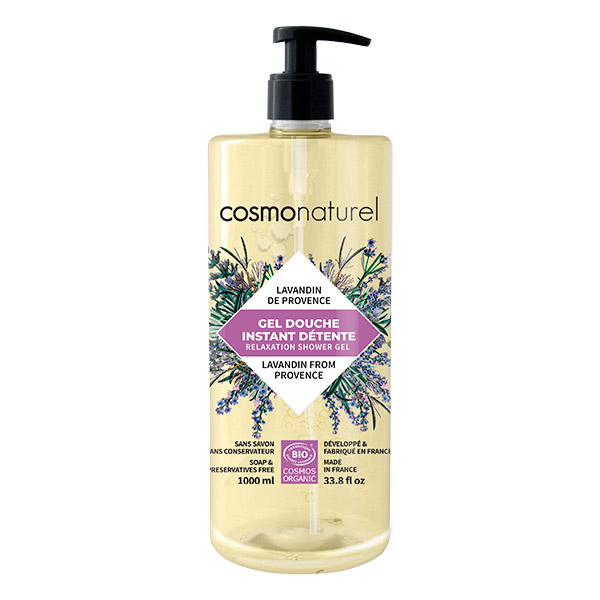 cosmonaturel
LAVANDIN
DE PROVENCE
GEL DOUCHE
INSTANT DÉTENTE
RELAXATION SHOWER GEL
LAVANDIN FROM
PROVENCE
SANS SAVON
ANS CONSERVATEUR
SOAP &
PRESERVATIVES FREE
1000 ml
BIO
COSMOS
ORGANIC
DÉVELOPPÉ &
FABRIQUÉ EN FRANCE
MADE
IN FRANCE
33.8 fl oz